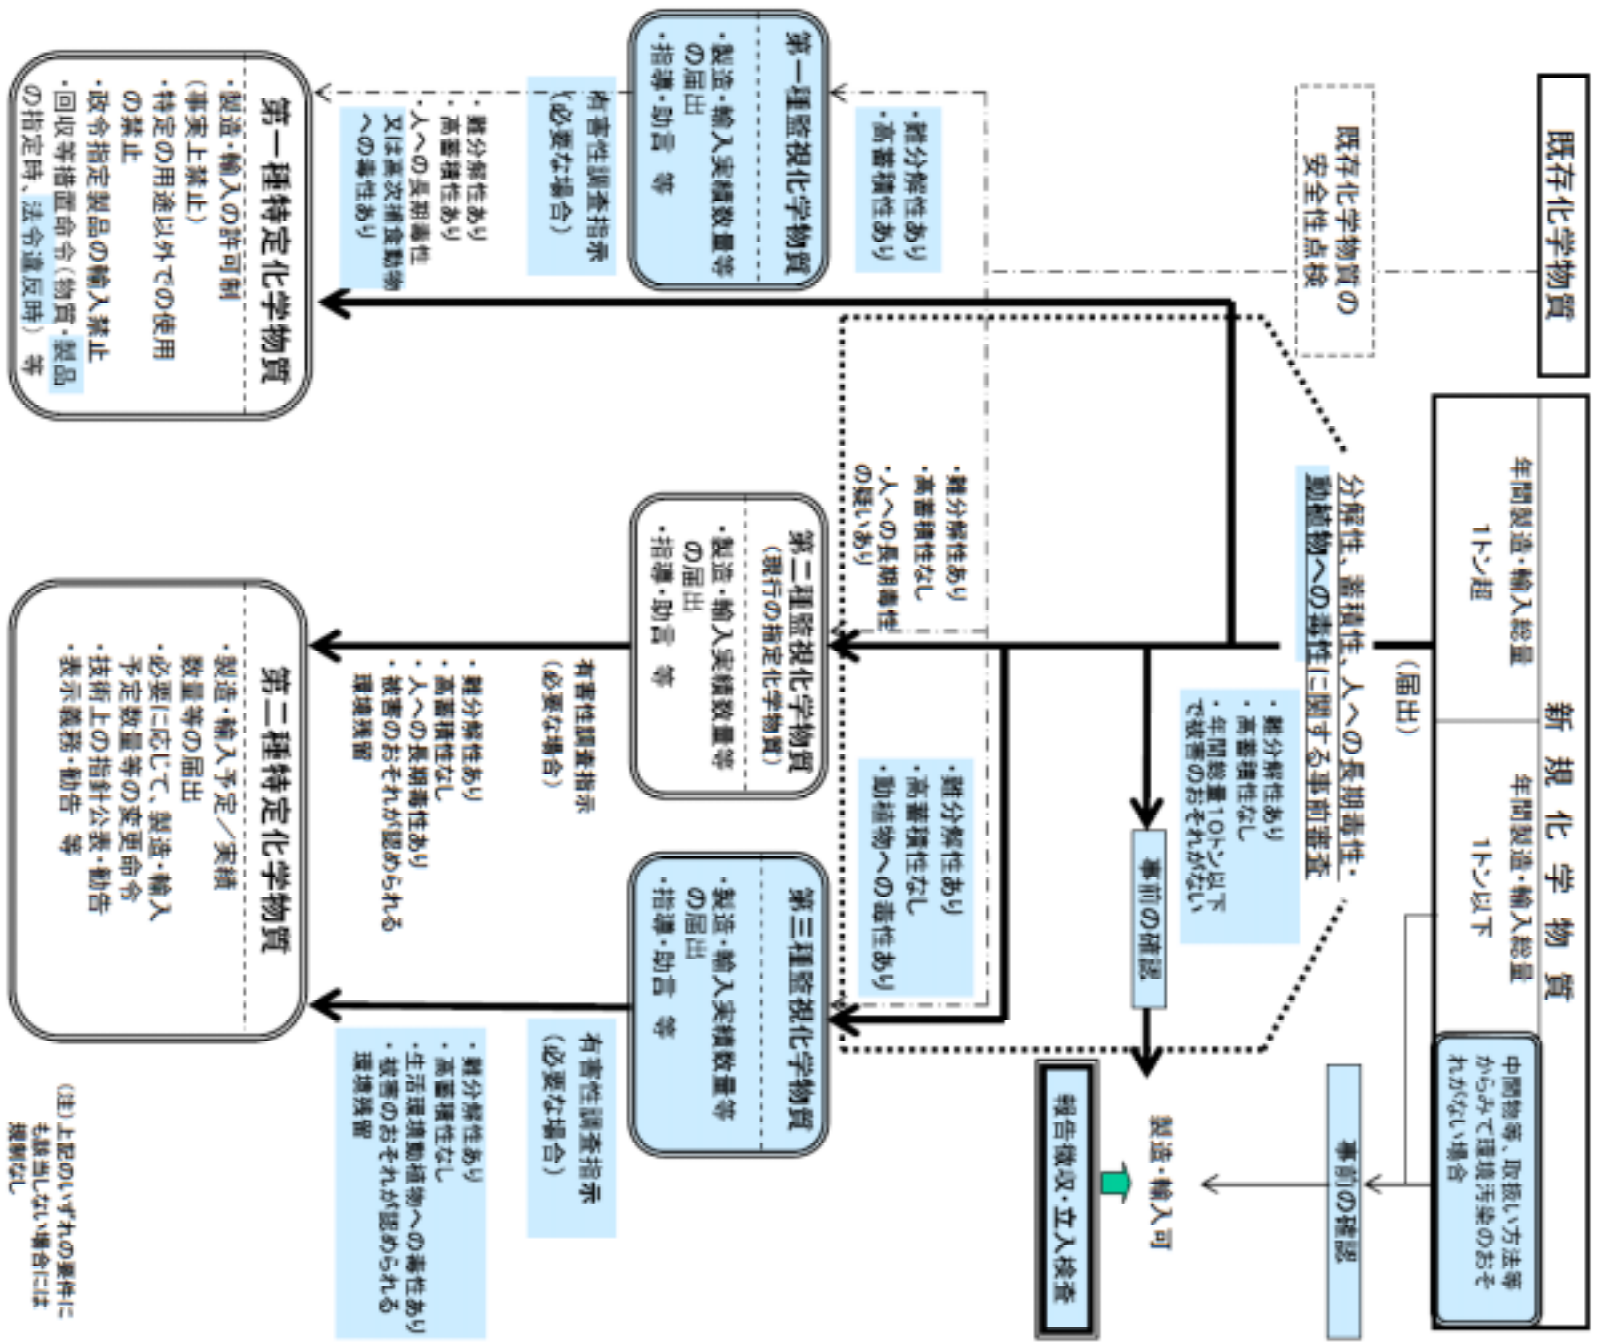 既存化学物質
新規化学物質
年間製造・輸入総量
1トン超
年間製造・輸入総量
1トン以下
中間物等、取扱い方法等
からみて環境汚染のおそ
れがない場合
(届出)
既存化学物質の
安全性点検
分解性、蓄積性、人への長期毒性・
動植物への毒性に関する事前審査
事前の確認
・難分解性あり
・高蓄積性なし
・年間総量10トン以下
で被害のおそれがない
事前の確認
製造・輸入可
報告徴収・立入検査
・難分解性あり
・高蓄積性あり
・難分解性あり
・高蓄積性なし
・人への長期毒性
の疑いあり
・難分解性あり
・高蓄積性なし
・動植物への毒性あり
第一種監視化学物質
・製造・輸入実績数量等
の届出
・指導・助言 等
第二種監視化学物質
(現行の指定化学物質)
・製造・輸入実績数量等
の届出
・指導・助言 等
第三種監視化学物質
・製造・輸入実績数量等
の届出
・指導・助言 等
有害性調査指示
(必要な場合)
・難分解性あり
・高蓄積性あり
・人への長期毒性
又は高次捕食動物
への毒性あり
有害性調査指示
(必要な場合)
・難分解性あり
・高蓄積性なし
・人への長期毒性あり
・被害のおそれが認められる
環境残留
有害性調査指示
(必要な場合)
・難分解性あり
・高蓄積性なし
・生活環境動植物への毒性あり
・被害のおそれが認められる
環境残留
第一種特定化学物質
・製造・輸入の許可制
(事実上禁止)
・特定の用途以外での使用
の禁止
・政令指定製品の輸入禁止
・回収等措置命令(物質・製品
の指定時、法令違反時) 等
第二種特定化学物質
・製造・輸入予定/実績
数量等の届出
・必要に応じて、製造・輸入
予定数量等の変更命令
・技術上の指針公表・勧告
・表示義務・勧告 等
(注)上記のいずれの要件に
も該当しない場合には
規制なし